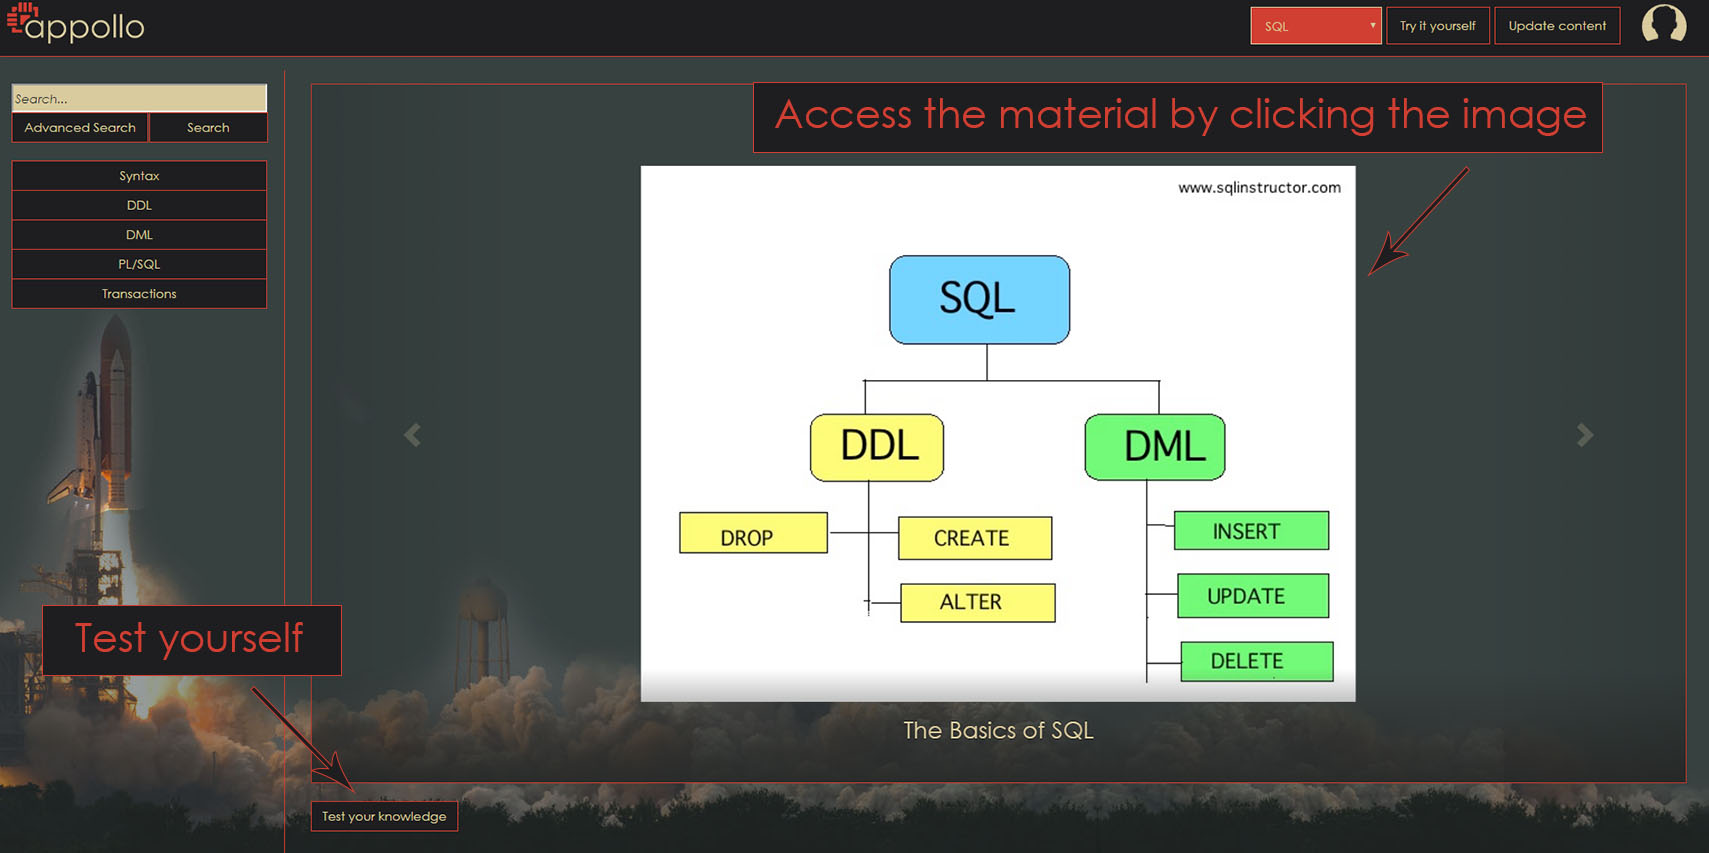 appollo
SQL
Try it yourself
Update content
Search...
Advanced Search
Search
Syntax
DDL
DML
PL/SQL
Transactions
Access the material by clicking the image
www.sqlinstructor.com
SQL
DDL
DML
DROP
CREATE
ALTER
INSERT
UPDATE
DELETE
The Basics of SQL
Test yourself
Test your knowledge